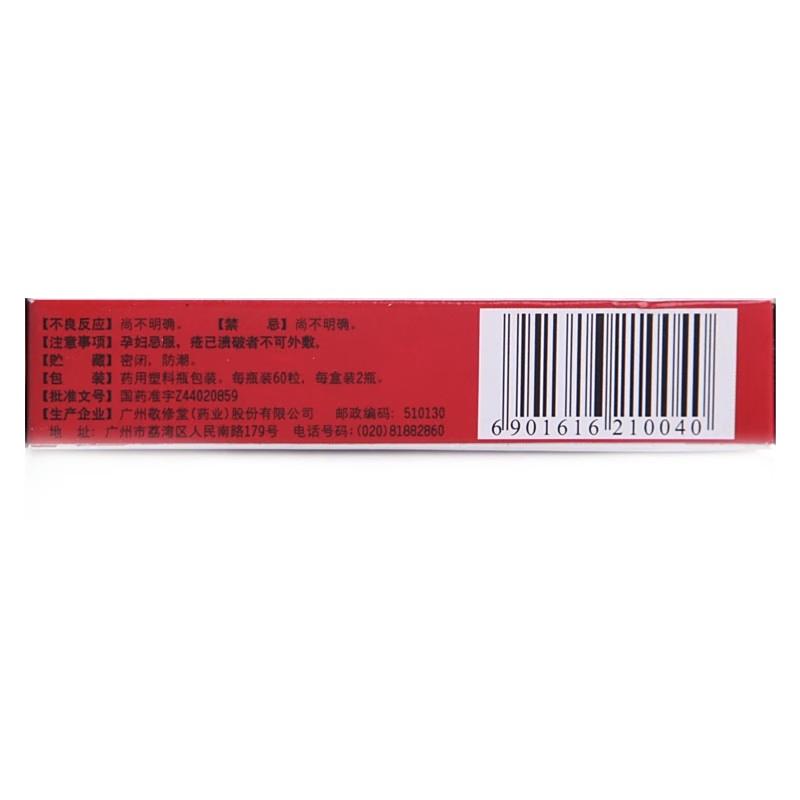 【不良反应】尚不明确。 【禁 忌】尚不明确。
【注意事项】孕妇忌服，疮已溃破者不可外敷。
【贮 藏】密闭，防潮。
【包 装】药用塑料瓶包装。每瓶装60粒，每盒装2瓶。
【批准文号】国药准字Z44020859
【生产企业】广州敬修堂(药业)股份有限公司 邮政编码: 510130
地 址: 广州市荔湾区人民南路179号 电话号码:(020)81882860
6 901616 210040